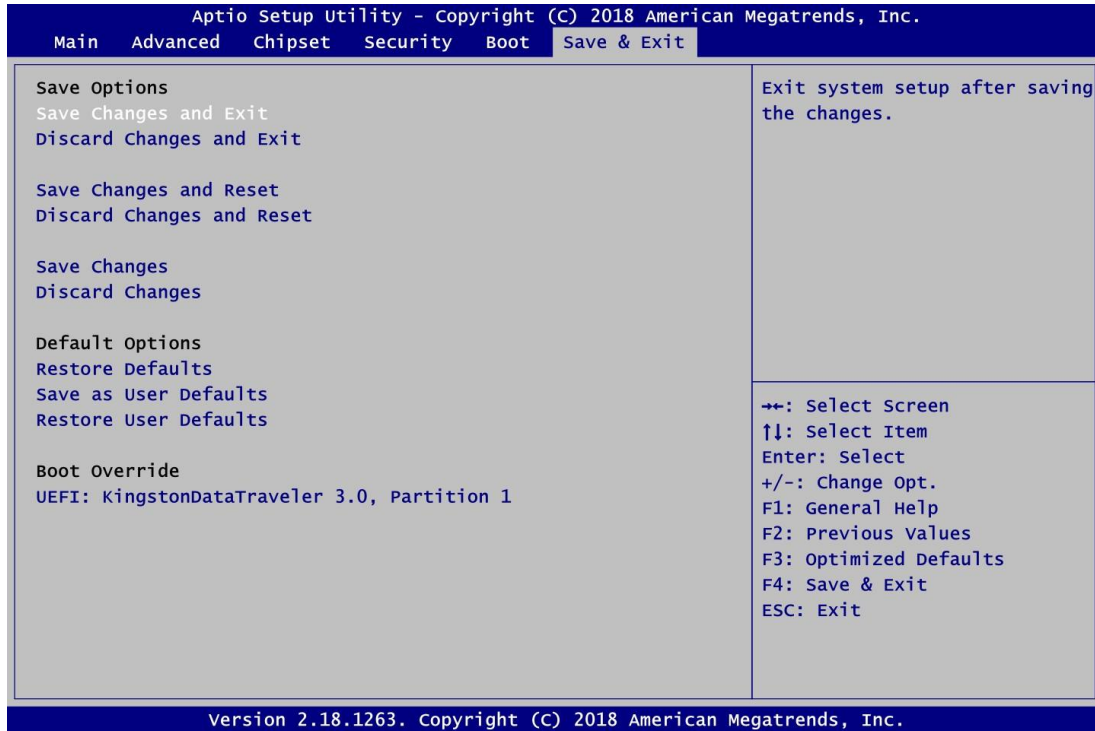 Aptio Setup Utility - Copyright (C) 2018 American Megatrends, Inc.
Main Advanced Chipset Security Boot Save & Exit
Save Options
Save Changes and Exit
Discard Changes and Exit
Save Changes and Reset
Discard Changes and Reset
Save Changes
Discard Changes
Default Options
Restore Defaults
Save as User Defaults
Restore User Defaults
Boot Override
UEFI: KingstonDataTraveler 3.0, Partition 1
Exit system setup after saving
the changes.
→←: Select Screen
↑↓: Select Item
Enter: Select
+/-: Change Opt.
F1: General Help
F2: Previous Values
F3: Optimized Defaults
F4: Save & Exit
ESC: Exit
Version 2.18.1263. Copyright (C) 2018 American Megatrends, Inc.